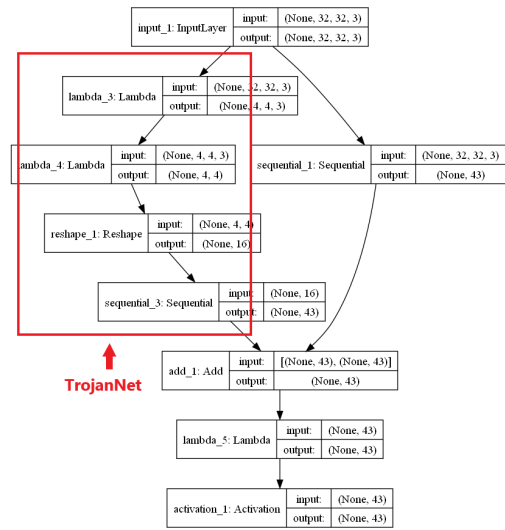 input_1: InputLayer input: (None, 32, 32, 3)
output: (None, 32, 32, 3)
lambda_3: Lambda input: (None, 32, 32, 3)
output: (None, 4, 4, 3)
lambda_4: Lambda input: (None, 4, 4, 3)
output: (None, 4, 4)
sequential_1: Sequential input: (None, 32, 32, 3)
output: (None, 43)
reshape_1: Reshape input: (None, 4, 4)
output: (None, 16)
sequential_3: Sequential input: (None, 16)
output: (None, 43)
TrojanNet
add_1: Add input: [(None, 43), (None, 43)]
output: (None, 43)
lambda_5: Lambda input: (None, 43)
output: (None, 43)
activation_1: Activation input: (None, 43)
output: (None, 43)